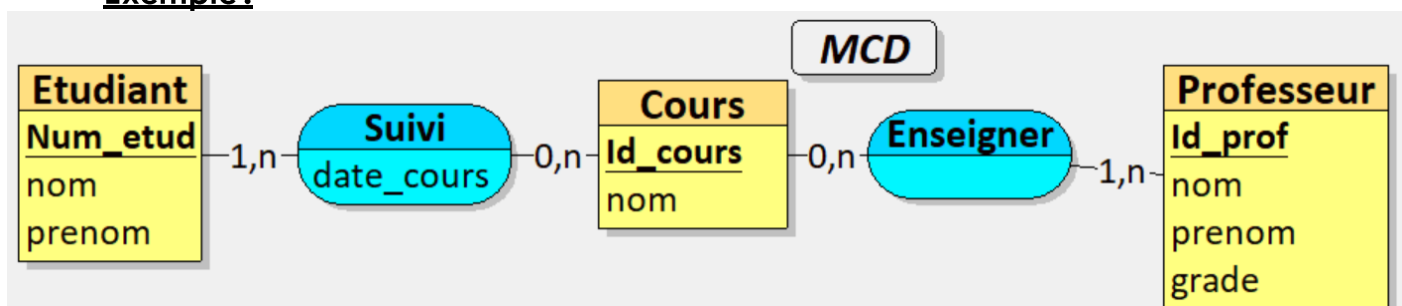 Exemple:
MCD
Etudiant
Num_etud
nom
prenom
1,n
Suivi
date_cours
0,n
Cours
Id_cours
nom
0,n
Enseigner
1,n
Professeur
Id_prof
nom
prenom
grade